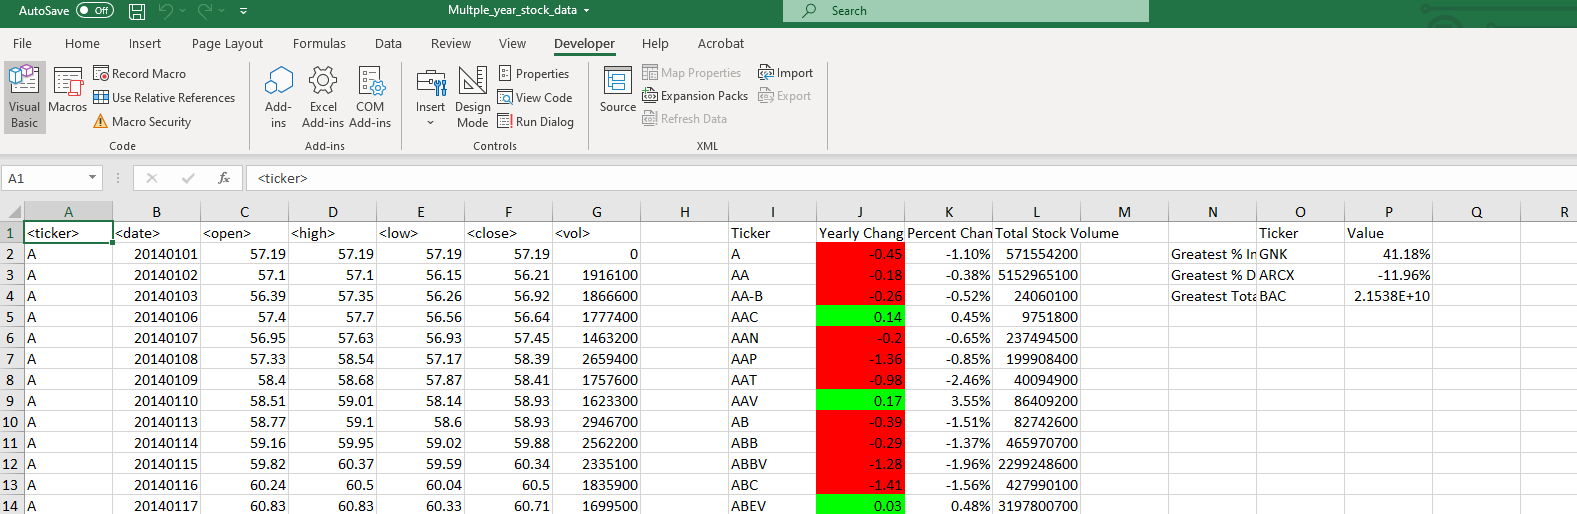 AutoSave Off Multple_year_stock_data Search
File Home Insert Page Layout Formulas Data Review View Developer Help Acrobat
Visual Basic
Macros
Record Macro
Use Relative References
Macro Security
Code
Add-ins
Excel Add-ins
COM Add-ins
Add-ins
Insert
Design Mode
Properties
View Code
Run Dialog
Controls
Source
Map Properties
Expansion Packs
Refresh Data
Import
Export
XML
A1 fx <ticker>
A B C D E F G H I J K L M N O P Q R
1 <ticker> <date> <open> <high> <low> <close> <vol> Ticker Yearly Chang Percent Chan Total Stock Volume Ticker Value
2 A 20140101 57.19 57.19 57.19 57.19 0 A -0.45 -1.10% 571554200 Greatest % In GNK 41.18%
3 A 20140102 57.1 57.1 56.15 56.21 1916100 AA -0.18 -0.38% 5152965100 Greatest % D ARCX -11.96%
4 A 20140103 56.39 57.35 56.26 56.92 1866600 AA-B -0.26 -0.52% 24060100 Greatest Tota BAC 2.1538E+10
5 A 20140106 57.4 57.7 56.56 56.64 1777400 AAC 0.14 0.45% 9751800
6 A 20140107 56.95 57.63 56.93 57.45 1463200 AAN -0.2 -0.65% 237494500
7 A 20140108 57.33 58.54 57.17 58.39 2659400 AAP -1.36 -0.85% 199908400
8 A 20140109 58.4 58.68 57.87 58.41 1757600 AAT -0.98 -2.46% 40094900
9 A 20140110 58.51 59.01 58.14 58.93 1623300 AAV 0.17 3.55% 86409200
10 A 20140113 58.77 59.1 58.6 58.93 2946700 AB -0.39 -1.51% 82742600
11 A 20140114 59.16 59.95 59.02 59.88 2562200 ABB -0.29 -1.37% 465970700
12 A 20140115 59.82 60.37 59.59 60.34 2335100 ABBV -1.28 -1.96% 2299248600
13 A 20140116 60.24 60.5 60.04 60.5 1835900 ABC -1.41 -1.56% 427990100
14 A 20140117 60.83 60.83 60.33 60.71 1699500 ABEV 0.03 0.48% 3197800700